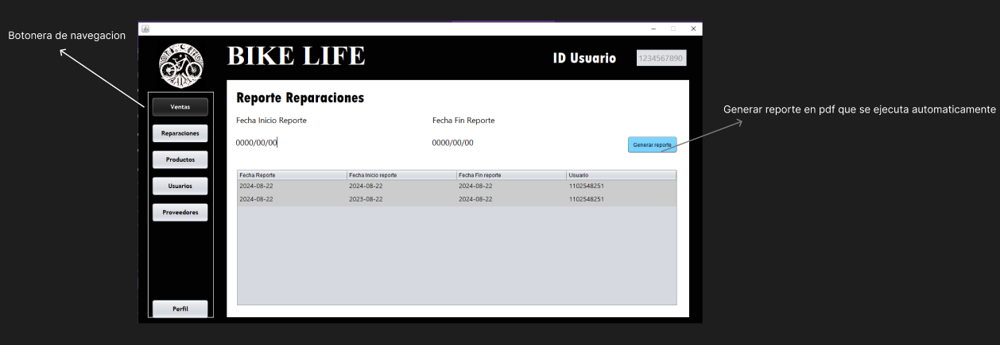 Botonera de navegacion
BIKE LIFE
ID Usuario
1234567890
Ventas
Reparaciones
Productos
Usuarios
Proveedores
Perfil
Reporte Reparaciones
Fecha Inicio Reporte
Fecha Fin Reporte
0000/00/00
0000/00/00
Generar reporte
Fecha Reporte Fecha Inicio reporte Fecha Fin reporte Usuario
2024-08-22 2024-08-22 2024-08-22 1102548251
2024-08-22 2023-08-22 2024-08-22 1102548251
Generar reporte en pdf que se ejecuta automaticamente